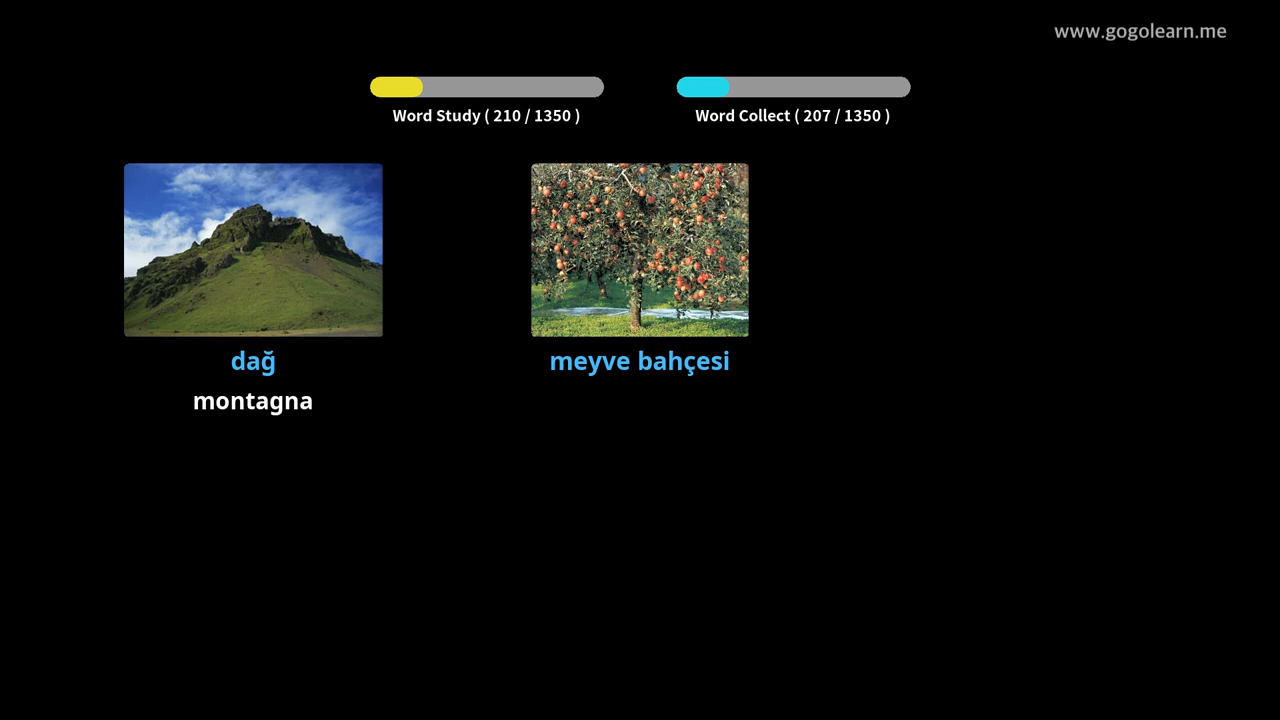 www.gogolearn.me
Word Study ( 210 / 1350 )
Word Collect ( 207 / 1350 )
dağ
meyve bahçesi
montagna